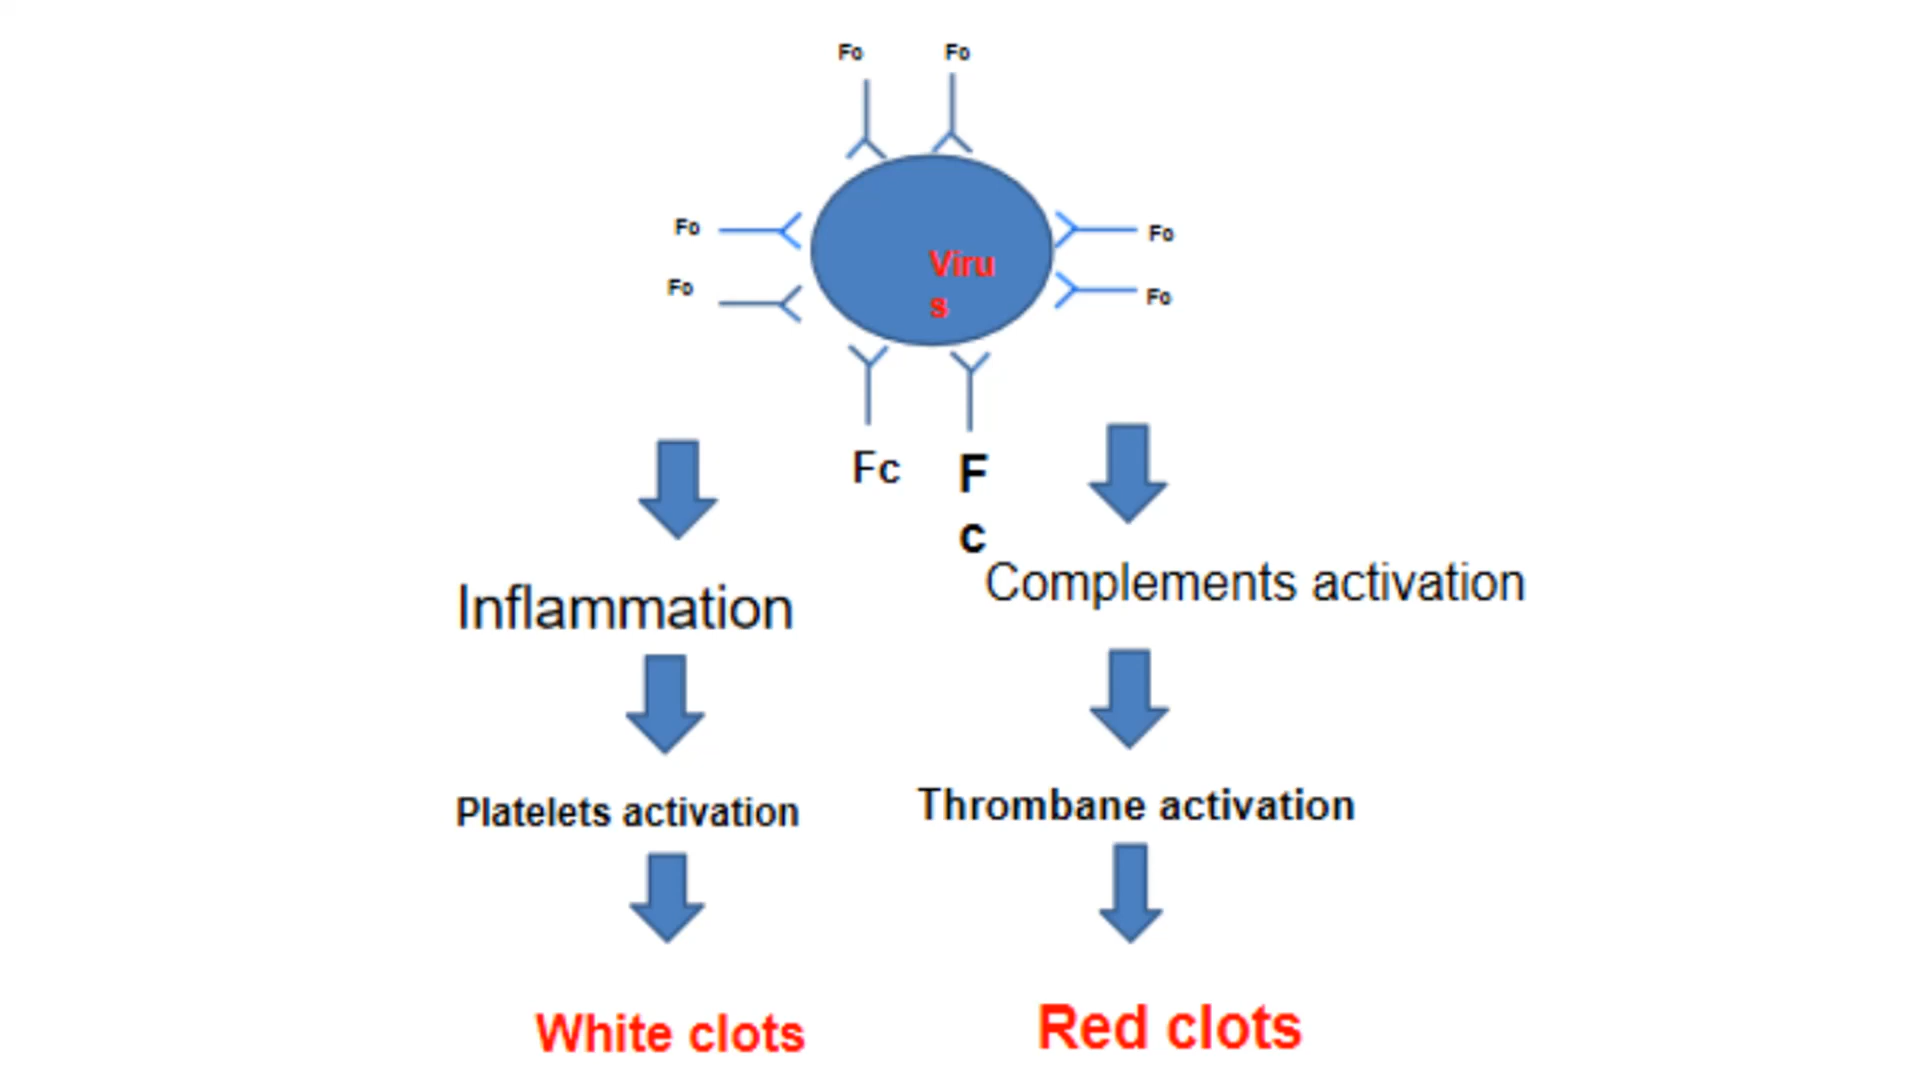 Fc Fc
Fc Fc
Fc Fc
Viru
s
Fc F
c
Inflammation Complements activation
Platelets activation Thrombane activation
White clots Red clots